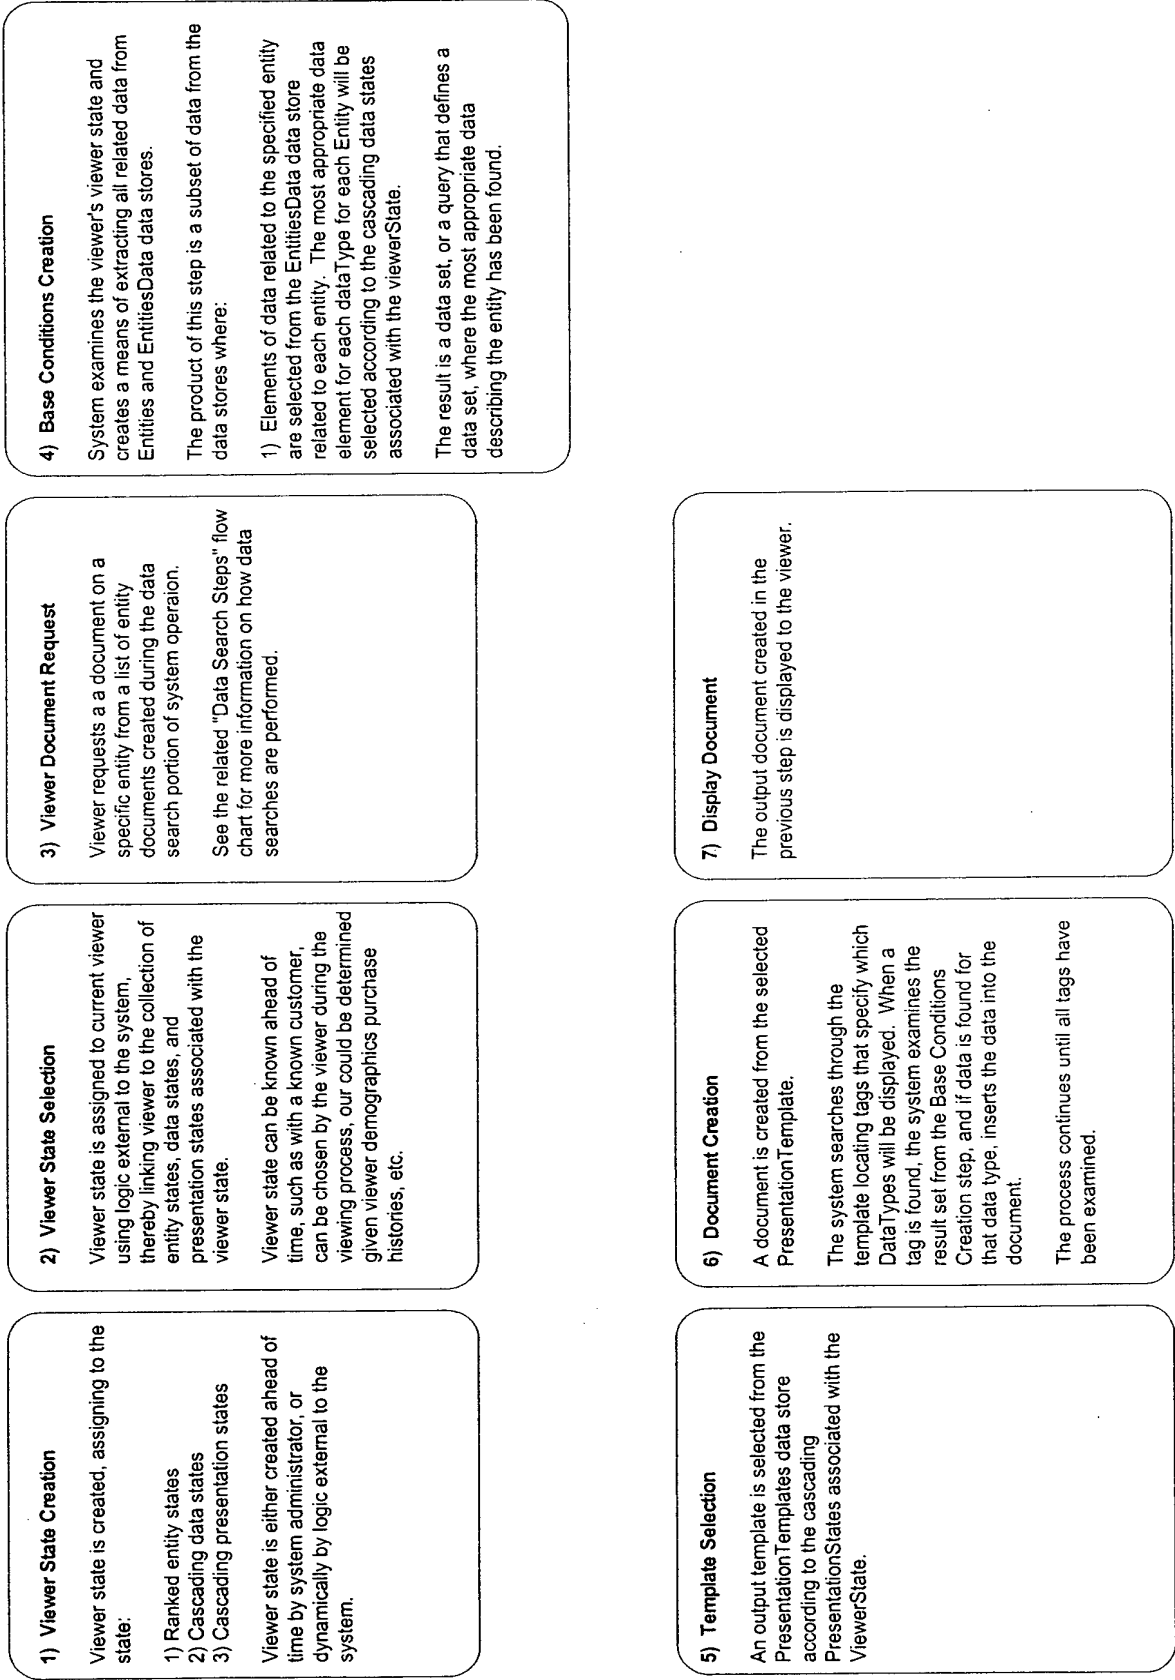 1) Viewer State Creation
Viewer state is created, assigning to the
state:
1) Ranked entity states
2) Cascading data states
3) Cascading presentation states
Viewer state is either created ahead of
time by system administrator, or
dynamically by logic external to the
system.
2) Viewer State Selection
Viewer state is assigned to current viewer
using logic external to the system,
thereby linking viewer to the collection of
entity states, data states, and
presentation states associated with the
viewer state.
Viewer state can be known ahead of
time, such as with a known customer,
can be chosen by the viewer during the
viewing process, our could be determined
given viewer demographics purchase
histories, etc.
3) Viewer Document Request
Viewer requests a a document on a
specific entity from a list of entity
documents created during the data
search portion of system operaion.
See the related "Data Search Steps" flow
chart for more information on how data
searches are performed.
4) Base Conditions Creation
System examines the viewer's viewer state and
creates a means of extracting all related data from
Entities and EntitiesData data stores.
The product of this step is a subset of data from the
data stores where:
1) Elements of data related to the specified entity
are selected from the EntitiesData data store
related to each entity. The most appropriate data
element for each dataType for each Entity will be
selected according to the cascading data states
associated with the viewerState.
The result is a data set, or a query that defines a
data set, where the most appropriate data
describing the entity has been found.
5) Template Selection
An output template is selected from the
PresentationTemplates data store
according to the cascading
PresentationStates associated with the
ViewerState.
6) Document Creation
A document is created from the selected
PresentationTemplate.
The system searches through the
template locating tags that specify which
DataTypes will be displayed. When a
tag is found, the system examines the
result set from the Base Conditions
Creation step, and if data is found for
that data type, inserts the data into the
document.
The process continues until all tags have
been examined.
7) Display Document
The output document created in the
previous step is displayed to the viewer.